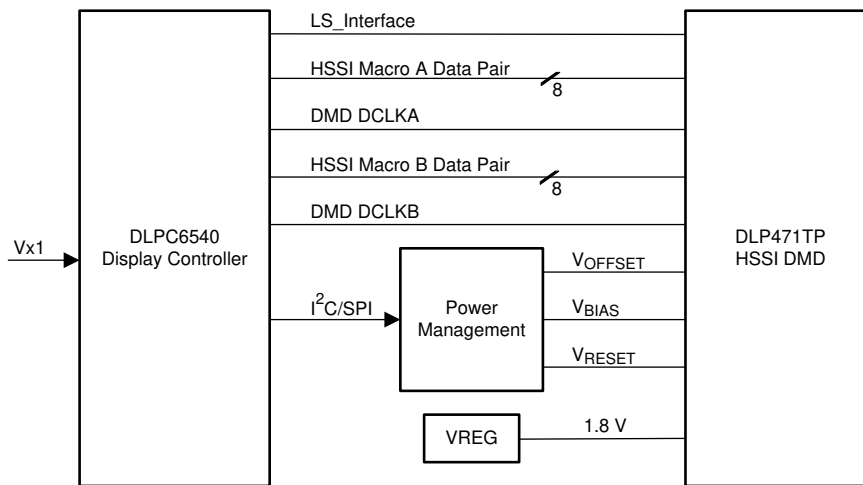 LS_Interface
HSSI Macro A Data Pair
8
DMD DCLKA
HSSI Macro B Data Pair
8
DMD DCLKB
Vx1
DLPC6540
Display Controller
I²C/SPI
Power
Management
VOFFSET
VBIAS
VRESET
DLP471TP
HSSI DMD
VREG
1.8 V